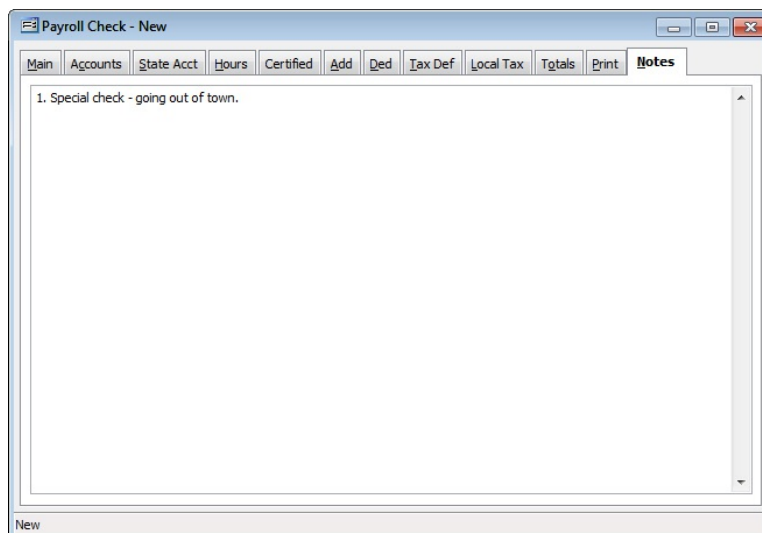 Payroll Check - New
Main Accounts State Acct Hours Certified Add Ded Tax Def Local Tax Totals Print Notes
1. Special check - going out of town.
New